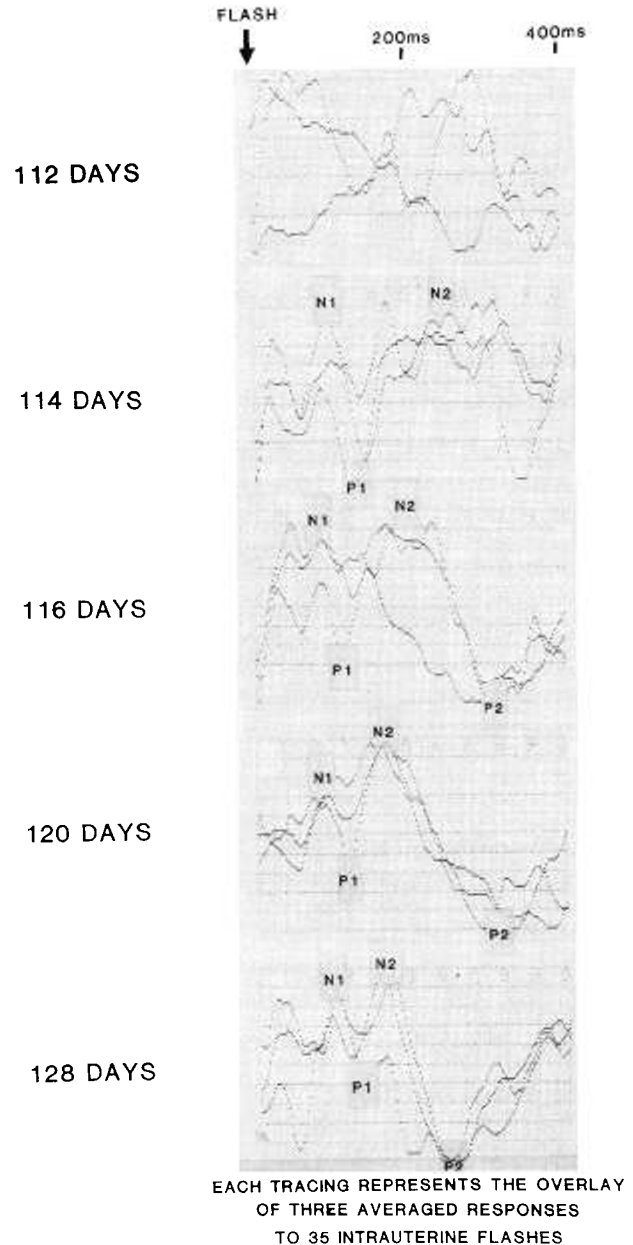 FLASH
200ms
400ms
112 DAYS
N1
N2
114 DAYS
P1
N1
N2
116 DAYS
P1
P2
N2
N1
120 DAYS
P1
P2
N2
N1
128 DAYS
P1
P2
EACH TRACING REPRESENTS THE OVERLAY
OF THREE AVERAGED RESPONSES
TO 35 INTRAUTERINE FLASHES